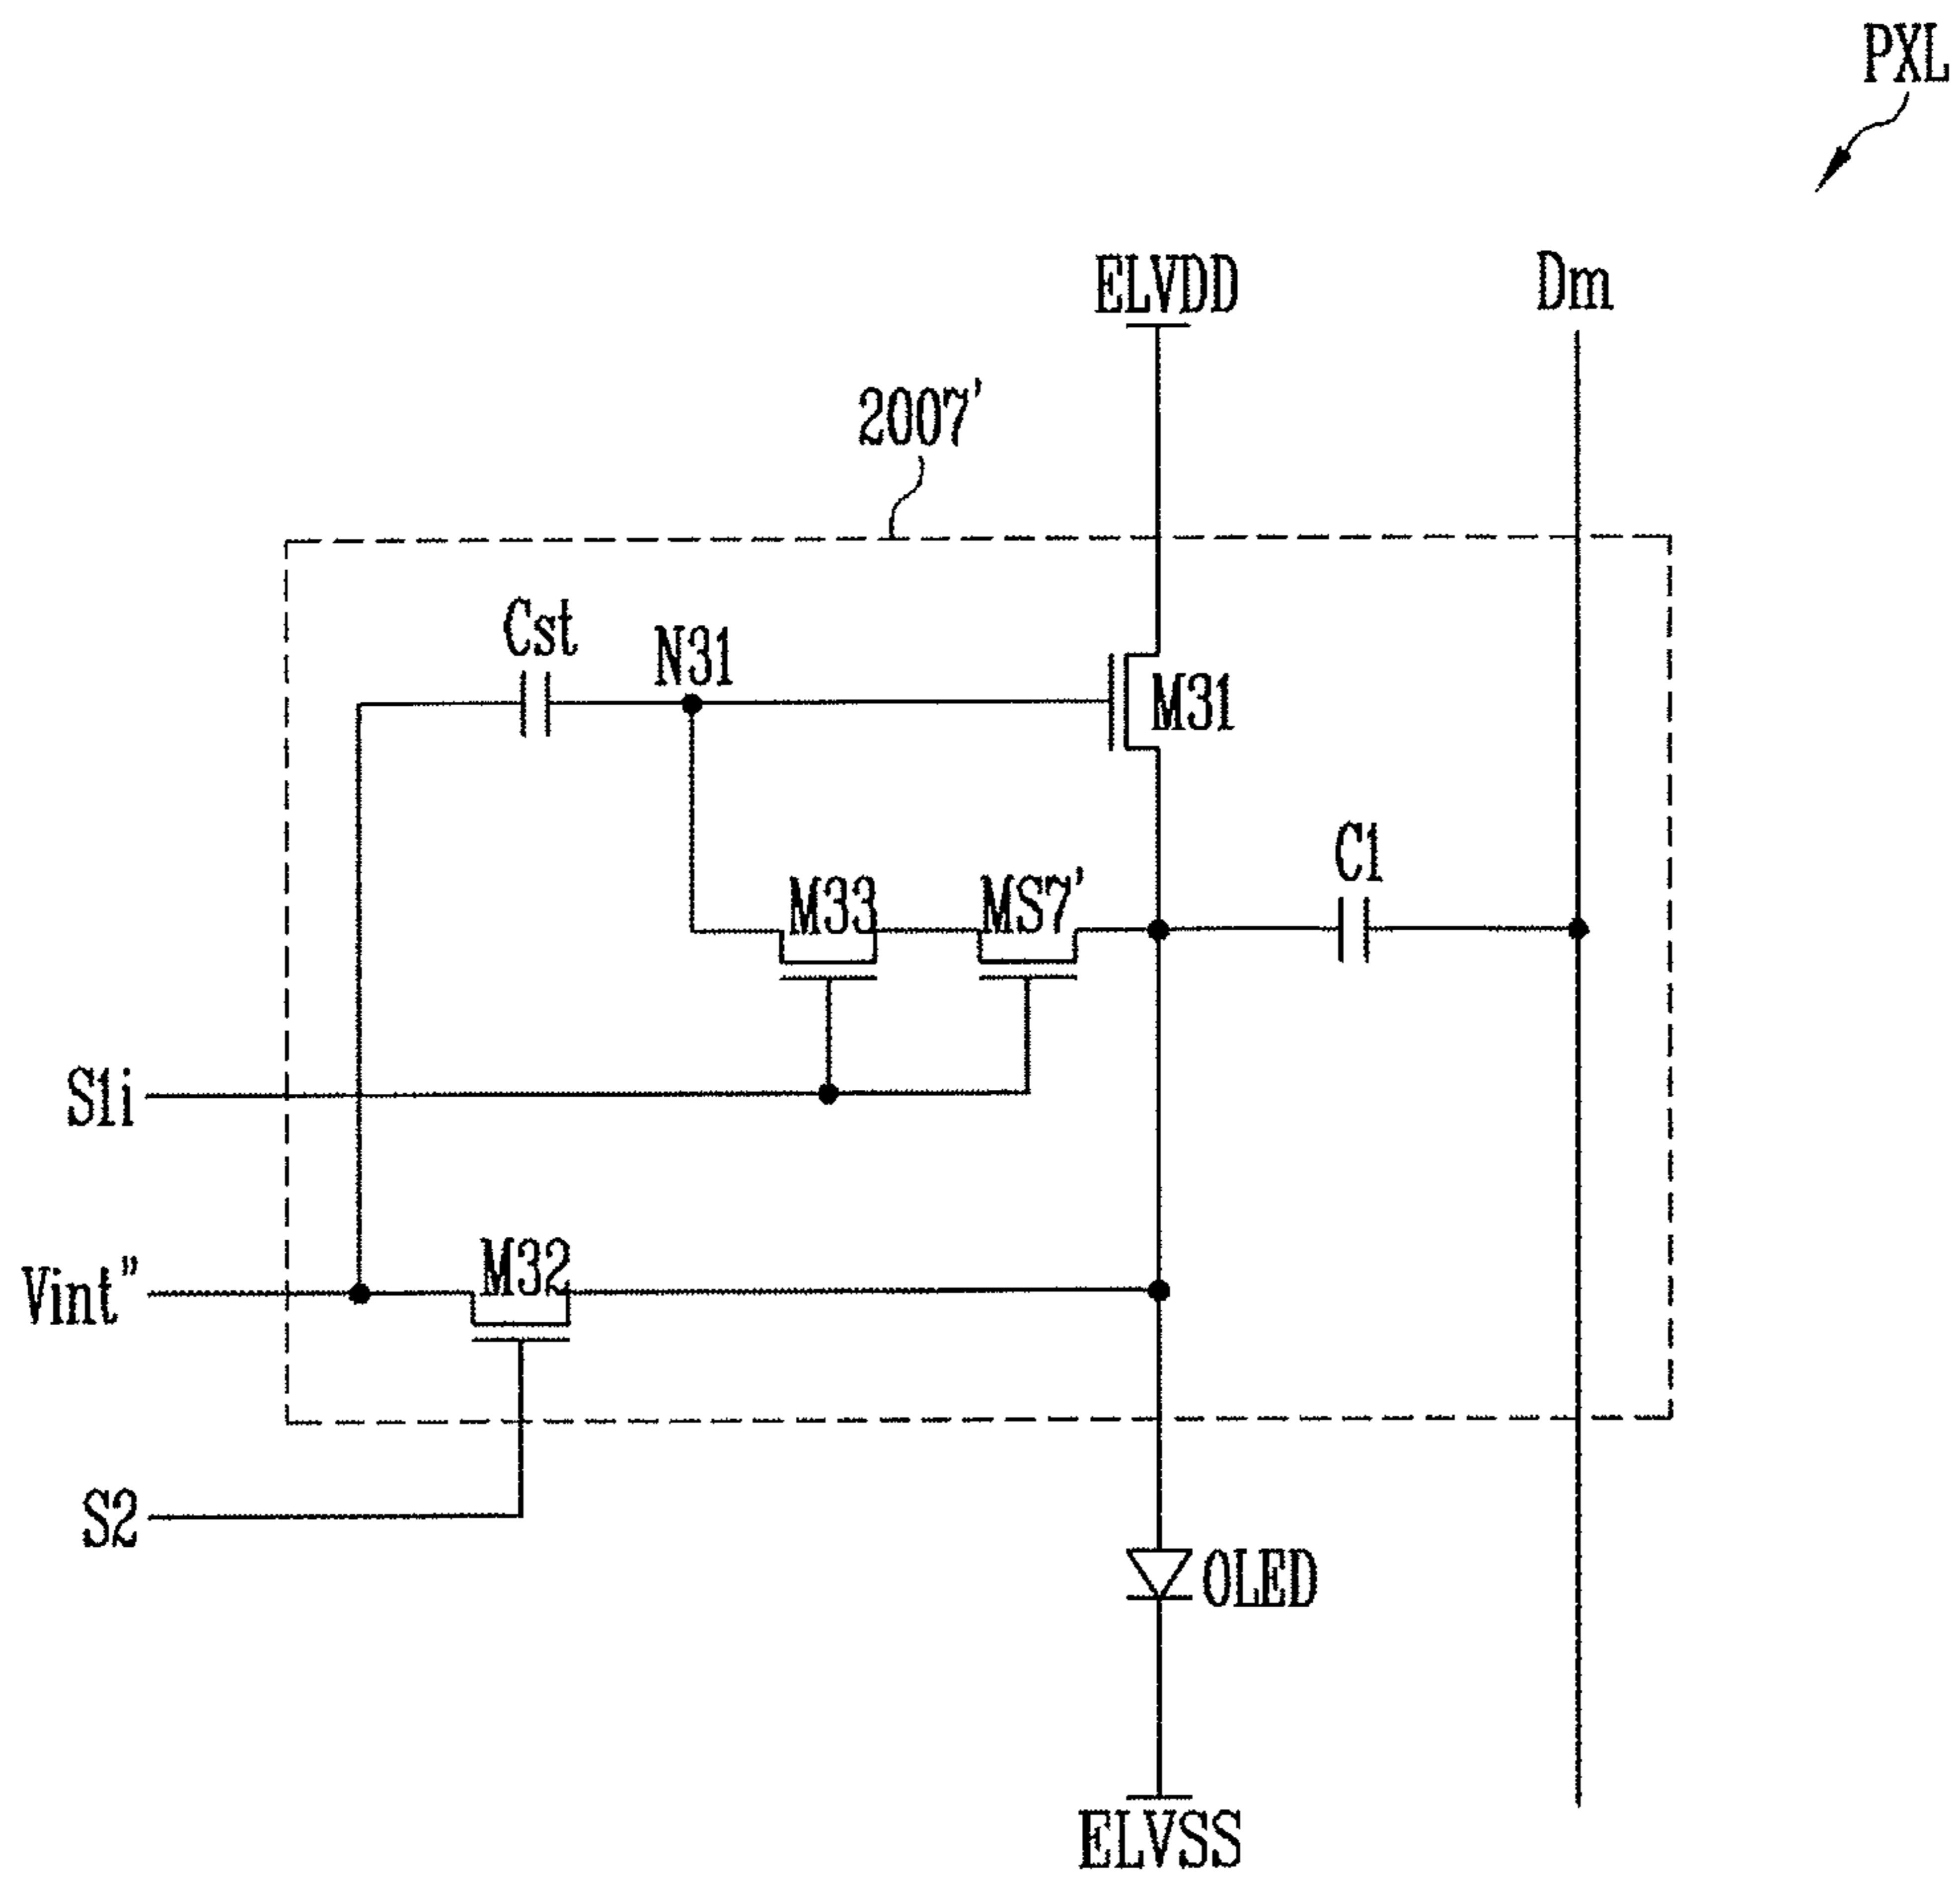 PXL
ELVDD
Dm
2007'
Cst
N31
M31
C1
M33
MS7'
S1i
Vint"
M32
S2
OLED
ELVSS